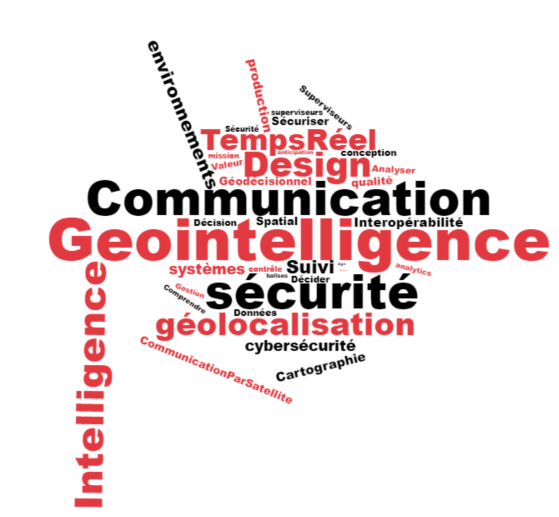 environnements
production
Superviseurs
superviseurs
Sécuriser
Sécurité
TempsRéel
anticipation
mission
conception
Valeur
Design
Analyser
Géodécisionnel
qualité
Communication
Décision
Spatial
Interopérabilité
Geointelligence
systèmes
contrôle
Suivi
analytics
balises
Décider
Gestion
sécurité
Comprendre
Données
géolocalisation
cybersécurité
CommunicationParSatellite
Cartographie
Intelligence